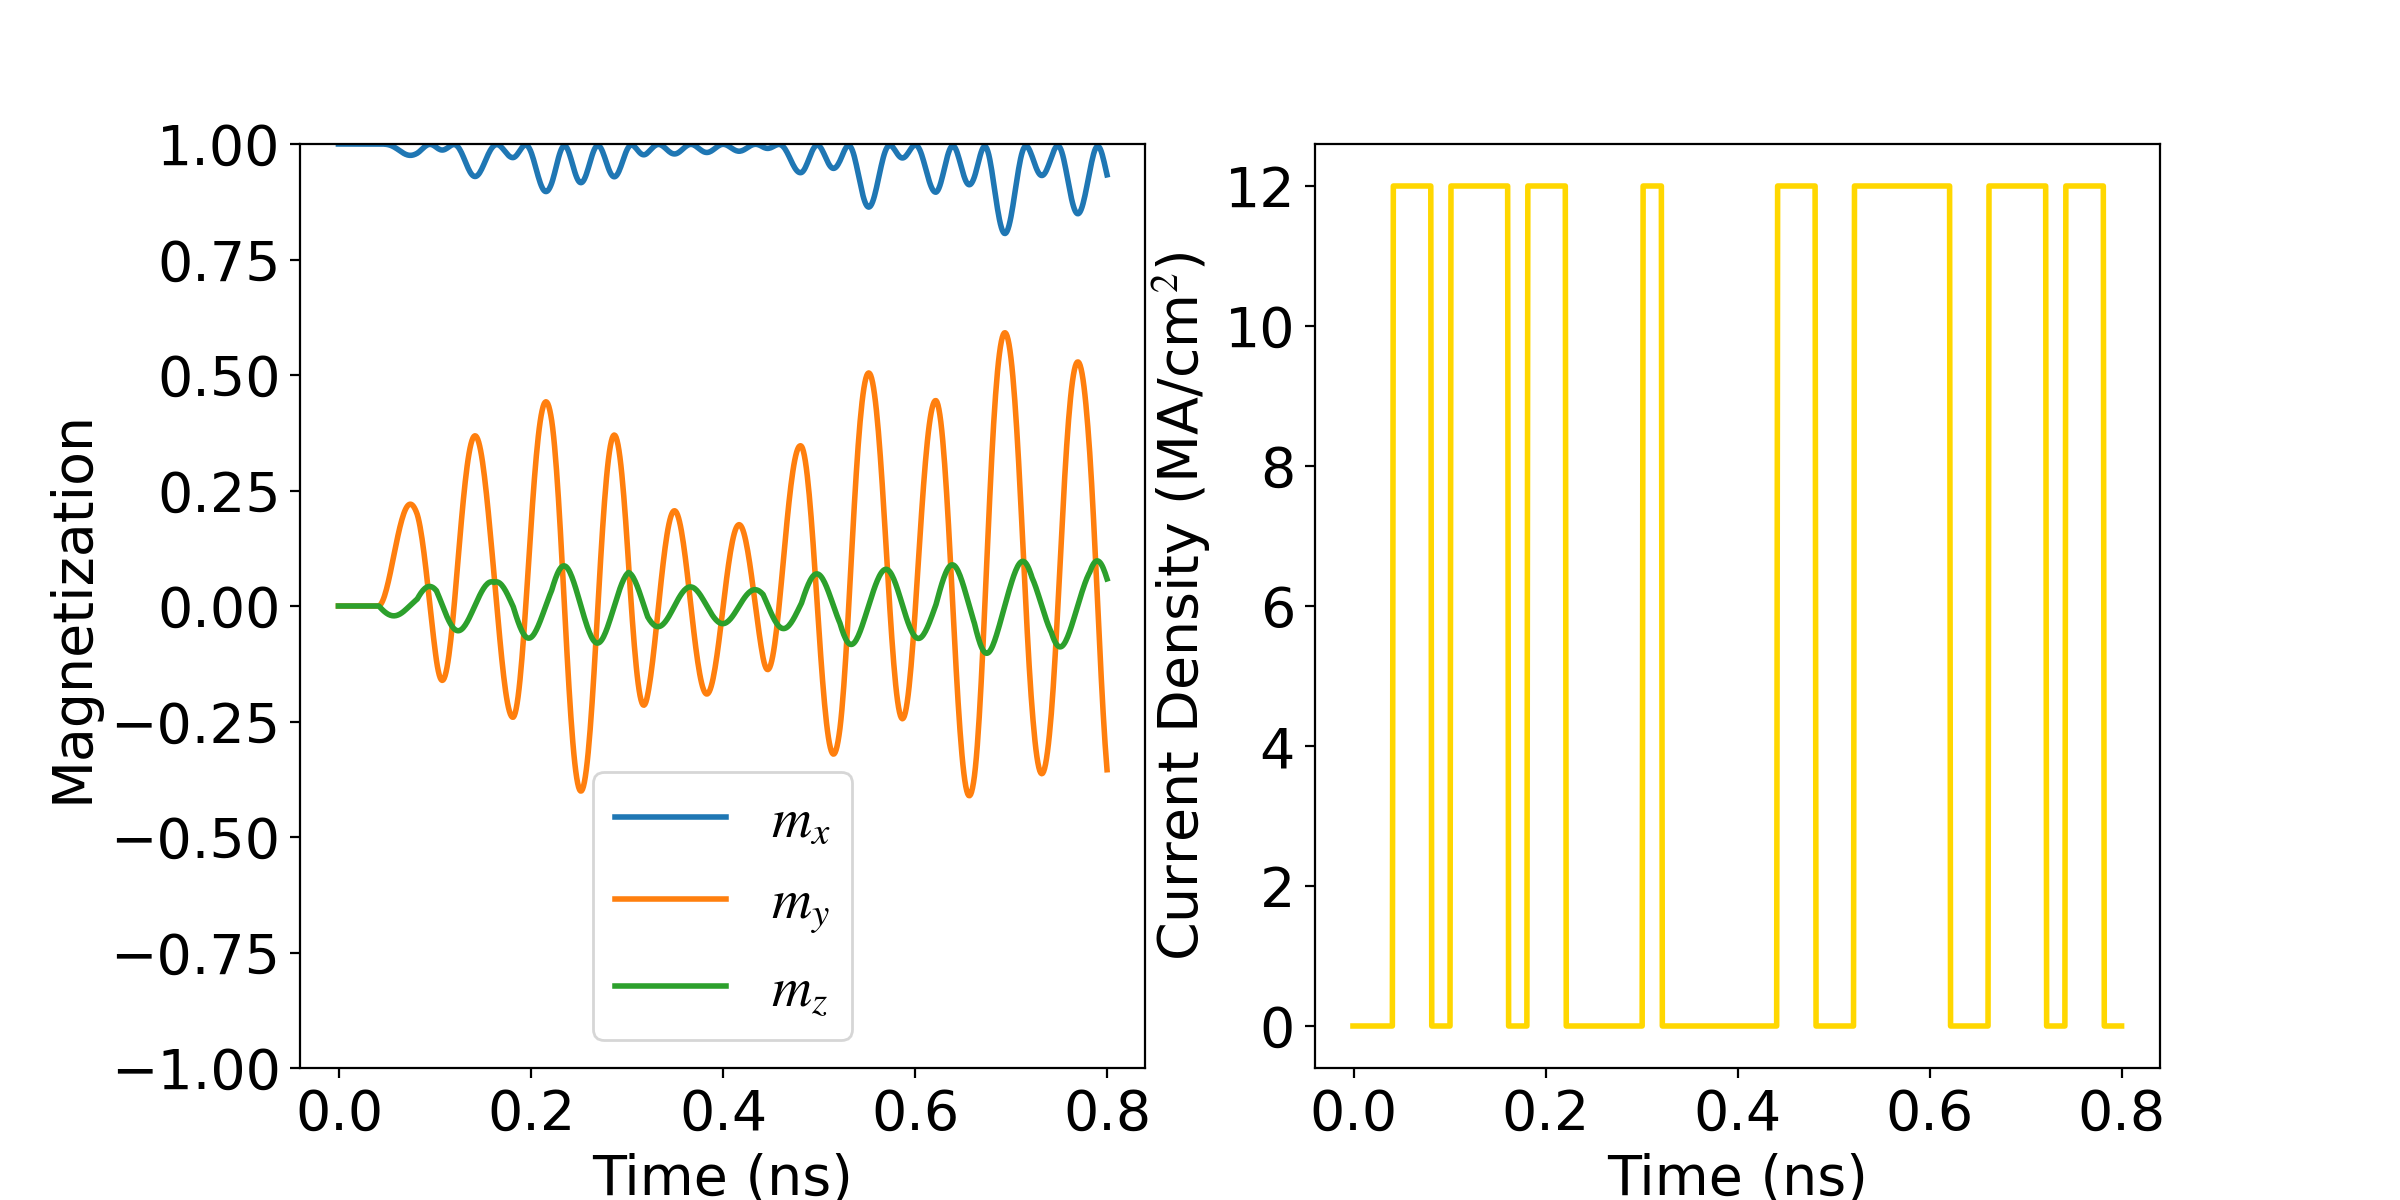 1.00
0.75
0.50
0.25
0.00
−0.25
−0.50
−0.75
−1.00
Magnetization
0.0 0.2 0.4 0.6 0.8
Time (ns)
m_x
m_y
m_z
12
10
8
6
4
2
0
Current Density (MA/cm²)
0.0 0.2 0.4 0.6 0.8
Time (ns)